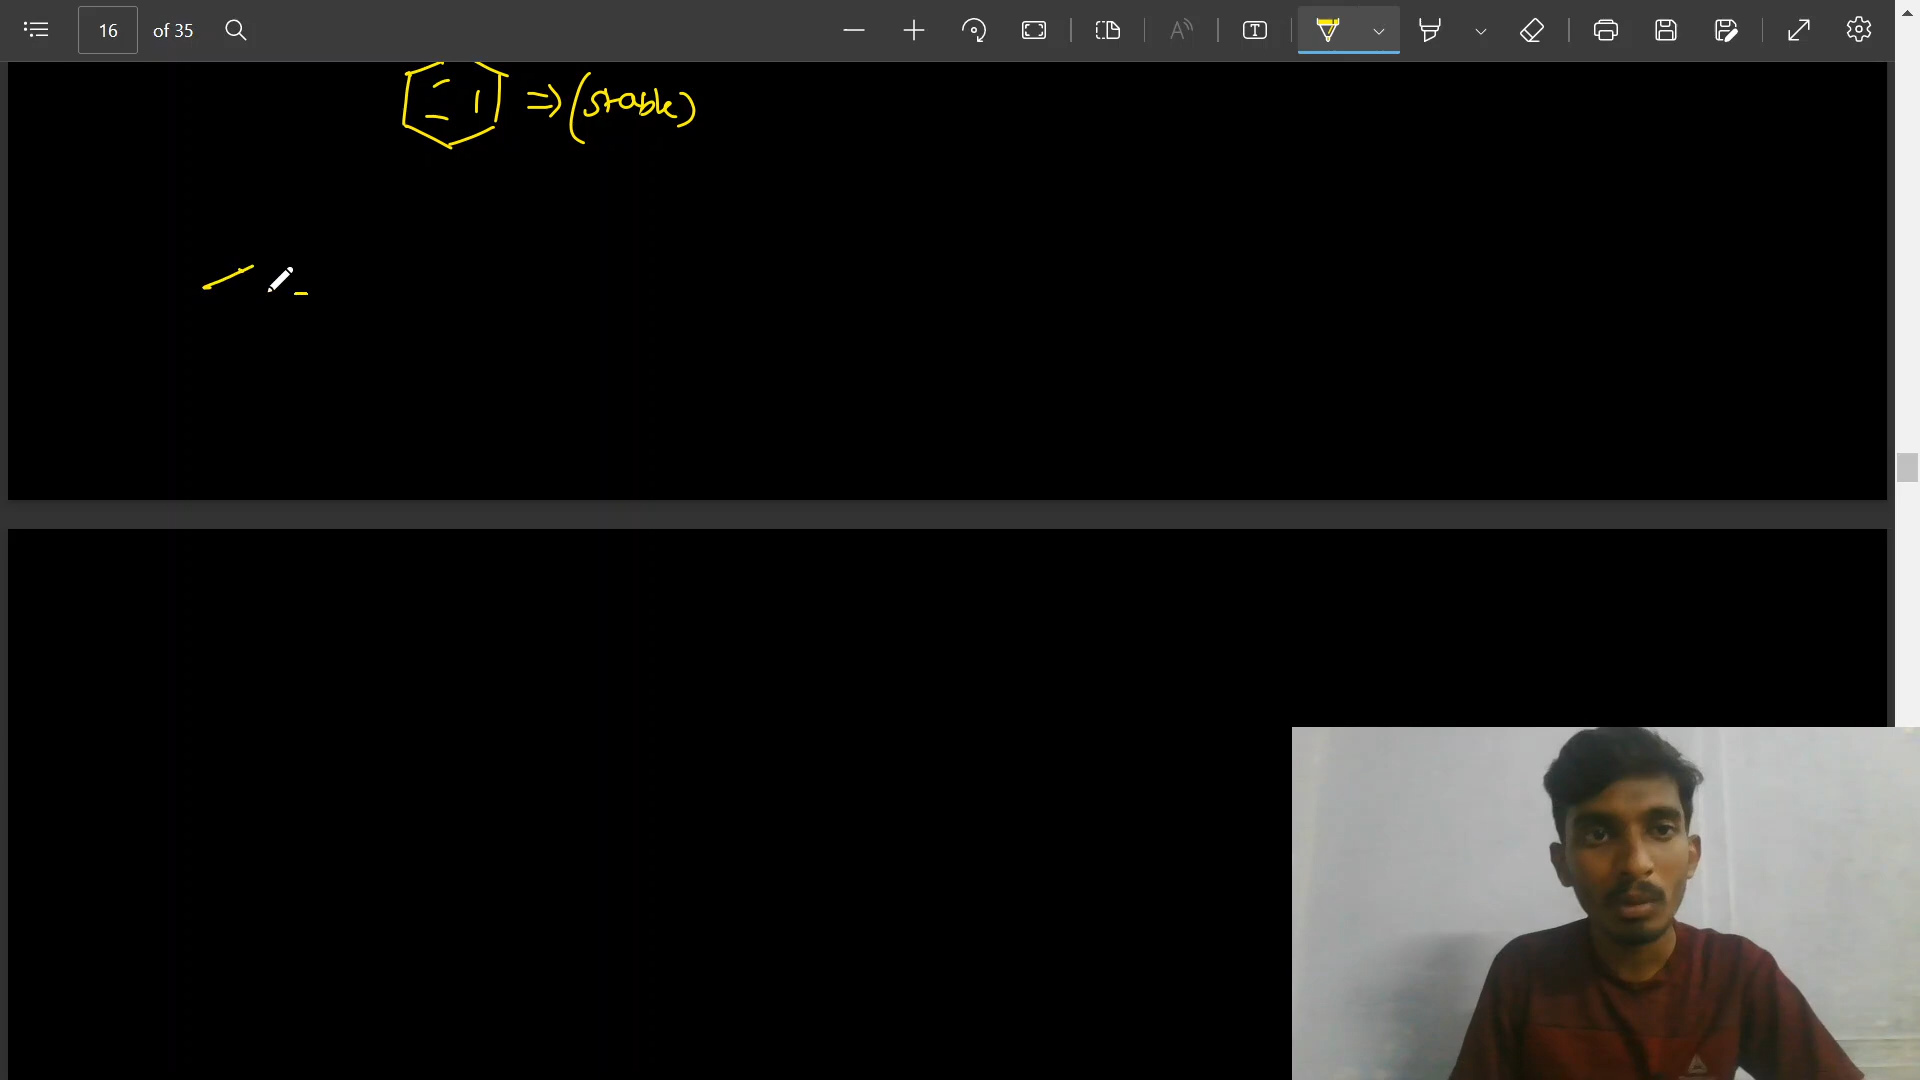 16 of 35
⇒ (stable)